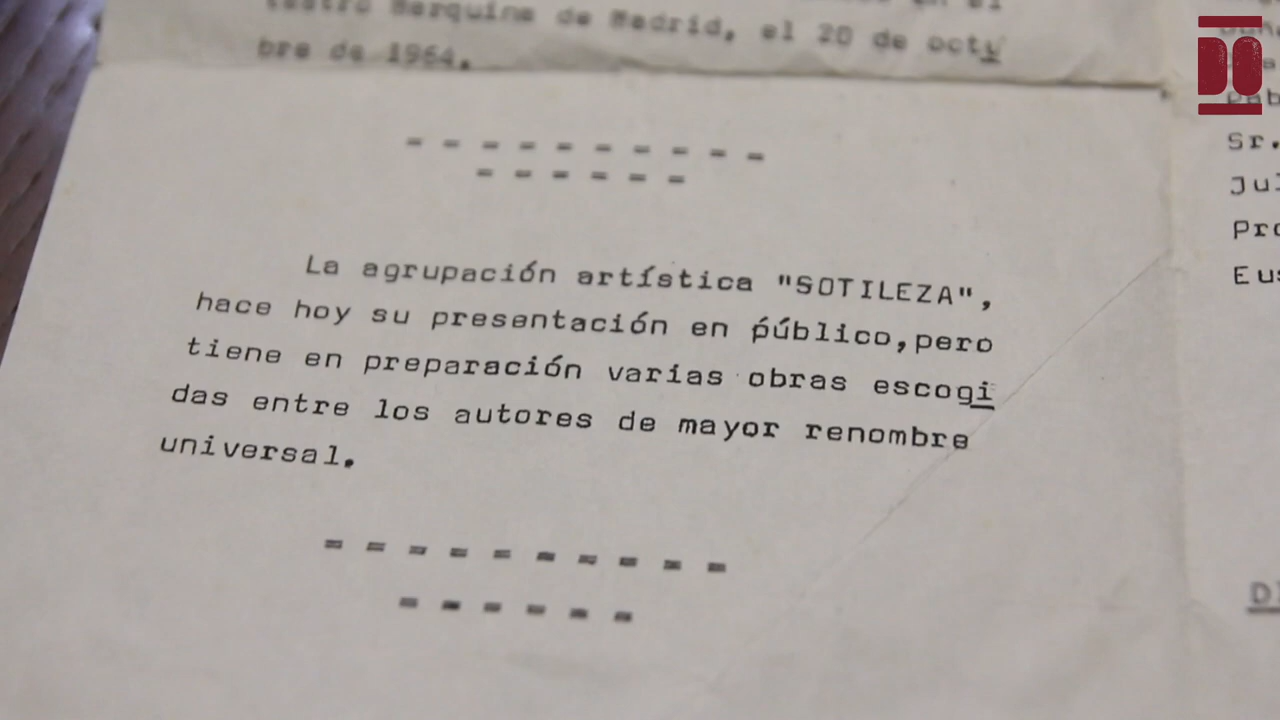 teatro Marquina de Madrid, el 20 de octu
bre de 1964.
La agrupación artística "SOTILEZA",
hace hoy su presentación en público,pero
tiene en preparación varias obras escogi
das entre los autores de mayor renombre
universal.
Sr.
Jul
Pro
Eus
DO